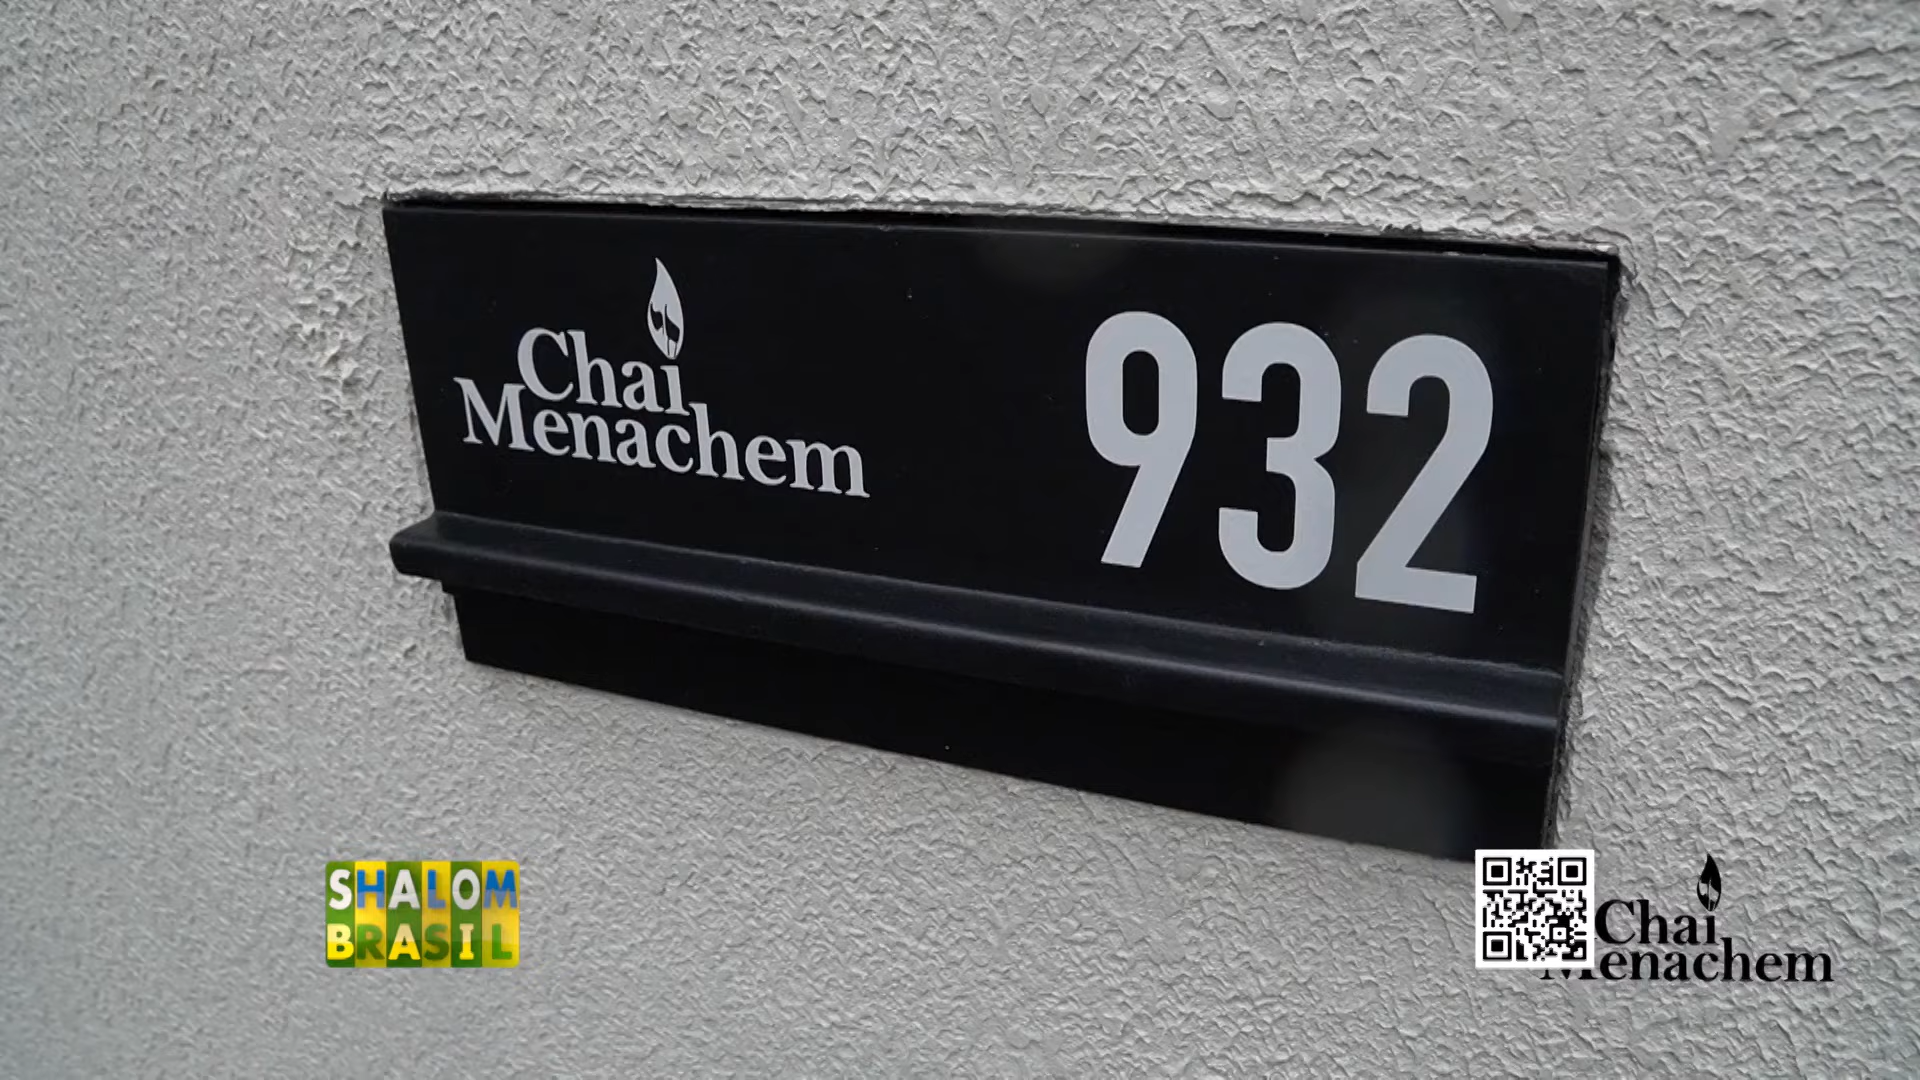 Chai
Menachem
932
SHALOM
BRASIL
Chai
Menachem